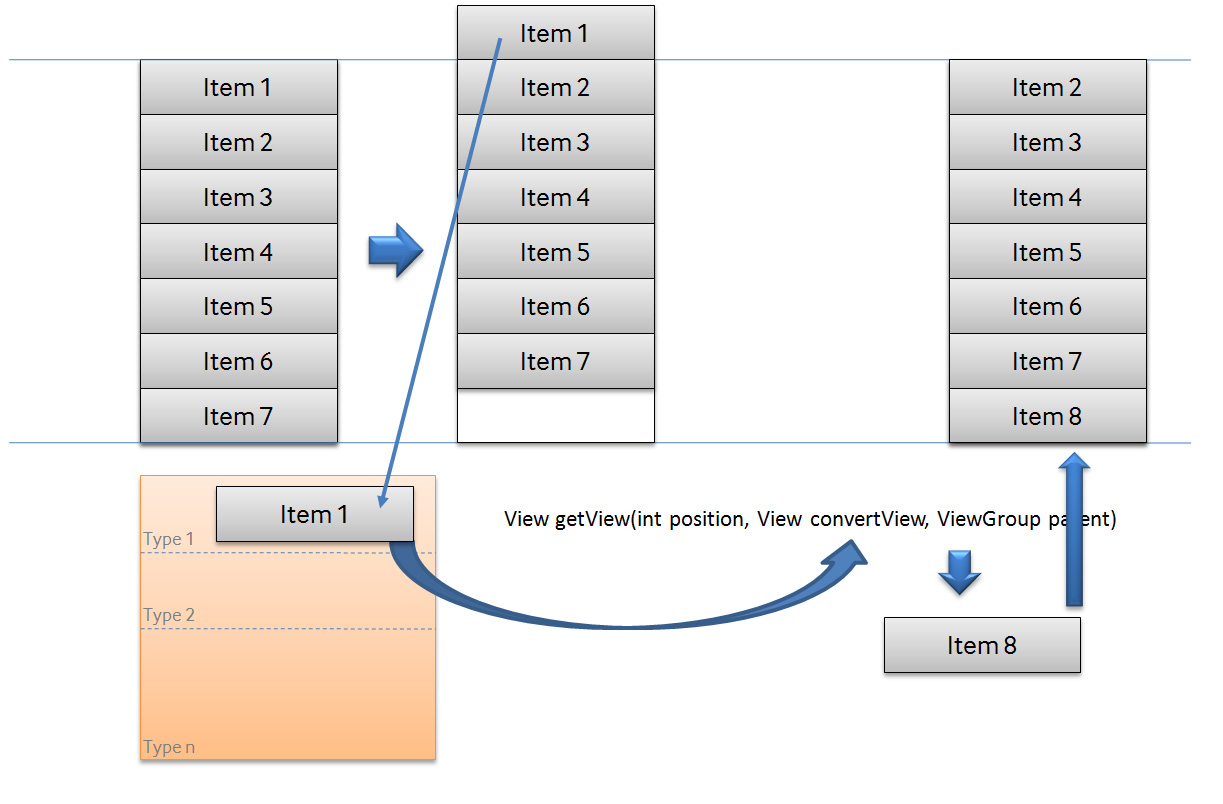 Item 1
Item 2
Item 3
Item 4
Item 5
Item 6
Item 7
Item 1
Item 2
Item 3
Item 4
Item 5
Item 6
Item 7
Item 2
Item 3
Item 4
Item 5
Item 6
Item 7
Item 8
Item 1
Type 1
Type 2
Type n
View getView(int position, View convertView, ViewGroup parent)
Item 8